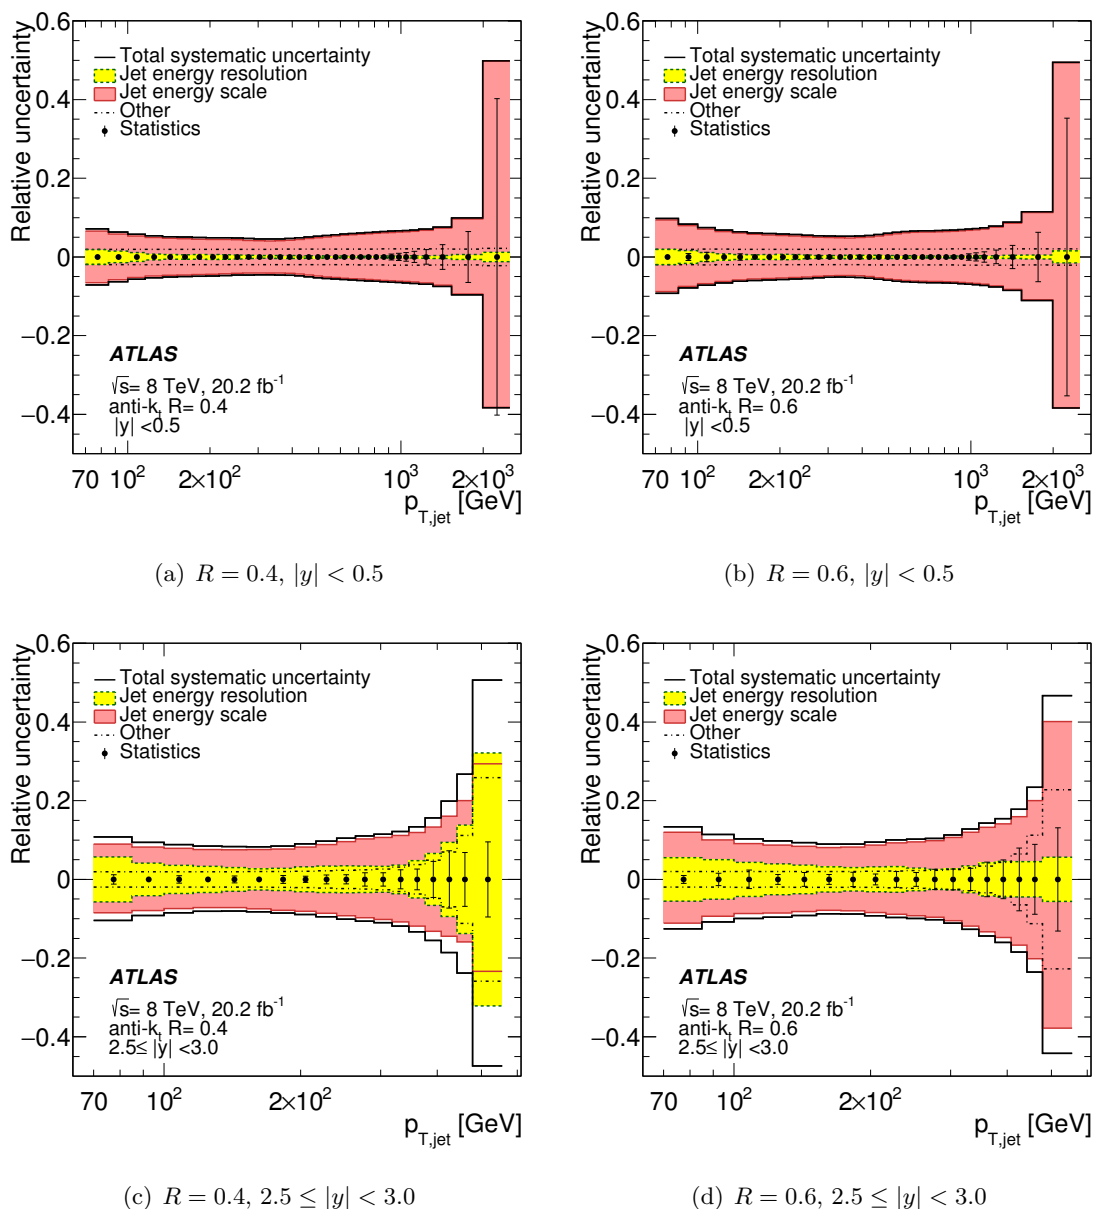 Relative uncertainty
0.6
0.4
0.2
0
−0.2
−0.4
Total systematic uncertainty
Jet energy resolution
Jet energy scale
Other
Statistics
ATLAS
√s= 8 TeV, 20.2 fb⁻¹
anti-kₜ R= 0.4
|y| <0.5
70 10² 2×10² 10³ 2×10³
p_T,jet [GeV]
(a) R = 0.4, |y| < 0.5
Relative uncertainty
0.6
0.4
0.2
0
−0.2
−0.4
Total systematic uncertainty
Jet energy resolution
Jet energy scale
Other
Statistics
ATLAS
√s= 8 TeV, 20.2 fb⁻¹
anti-kₜ R= 0.6
|y| <0.5
70 10² 2×10² 10³ 2×10³
p_T,jet [GeV]
(b) R = 0.6, |y| < 0.5
Relative uncertainty
0.6
0.4
0.2
0
−0.2
−0.4
Total systematic uncertainty
Jet energy resolution
Jet energy scale
Other
Statistics
ATLAS
√s= 8 TeV, 20.2 fb⁻¹
anti-kₜ R= 0.4
2.5≤ |y| <3.0
70 10² 2×10²
p_T,jet [GeV]
(c) R = 0.4, 2.5 ≤ |y| < 3.0
Relative uncertainty
0.6
0.4
0.2
0
−0.2
−0.4
Total systematic uncertainty
Jet energy resolution
Jet energy scale
Other
Statistics
ATLAS
√s= 8 TeV, 20.2 fb⁻¹
anti-kₜ R= 0.6
2.5≤ |y| <3.0
70 10² 2×10²
p_T,jet [GeV]
(d) R = 0.6, 2.5 ≤ |y| < 3.0